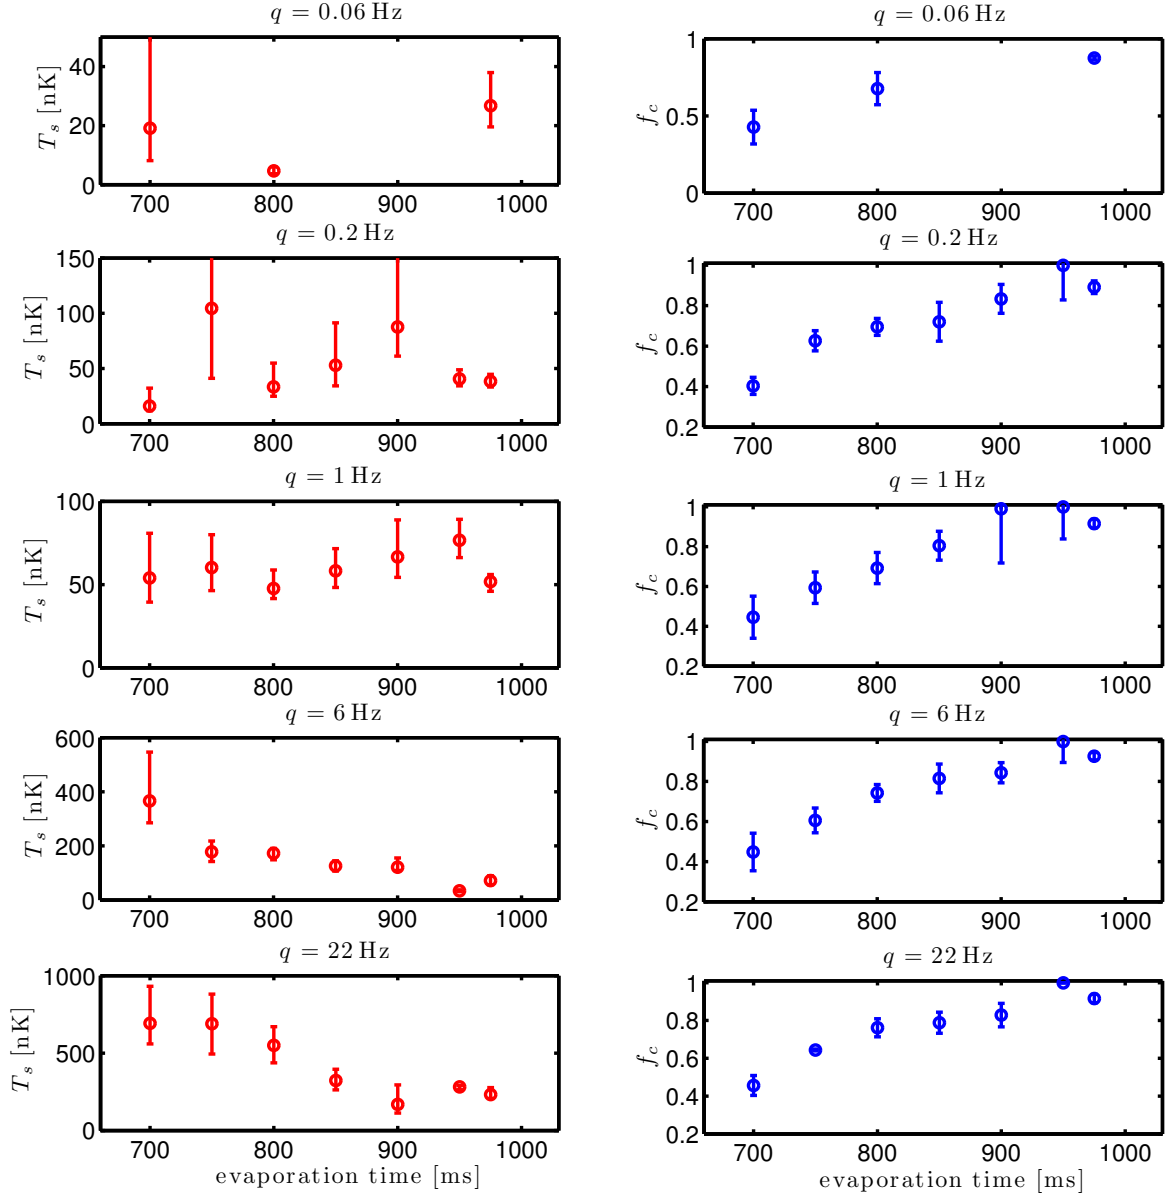 q = 0.06 Hz
T_s [nK]
40
20
0
700 800 900 1000
q = 0.06 Hz
f_c
1
0.5
0
700 800 900 1000
q = 0.2 Hz
T_s [nK]
150
100
50
0
700 800 900 1000
q = 0.2 Hz
f_c
1
0.8
0.6
0.4
0.2
700 800 900 1000
q = 1 Hz
T_s [nK]
100
50
0
700 800 900 1000
q = 1 Hz
f_c
1
0.8
0.6
0.4
0.2
700 800 900 1000
q = 6 Hz
T_s [nK]
600
400
200
0
700 800 900 1000
q = 6 Hz
f_c
1
0.8
0.6
0.4
0.2
700 800 900 1000
q = 22 Hz
T_s [nK]
1000
500
0
700 800 900 1000
evaporation time [ms]
q = 22 Hz
f_c
1
0.8
0.6
0.4
0.2
700 800 900 1000
evaporation time [ms]